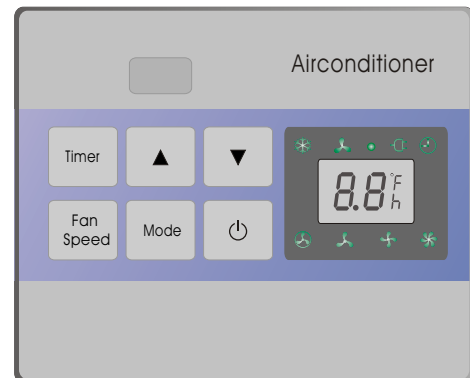 Airconditioner
Timer ▲ ▼
8.8 °F
h
Fan
Speed
Mode